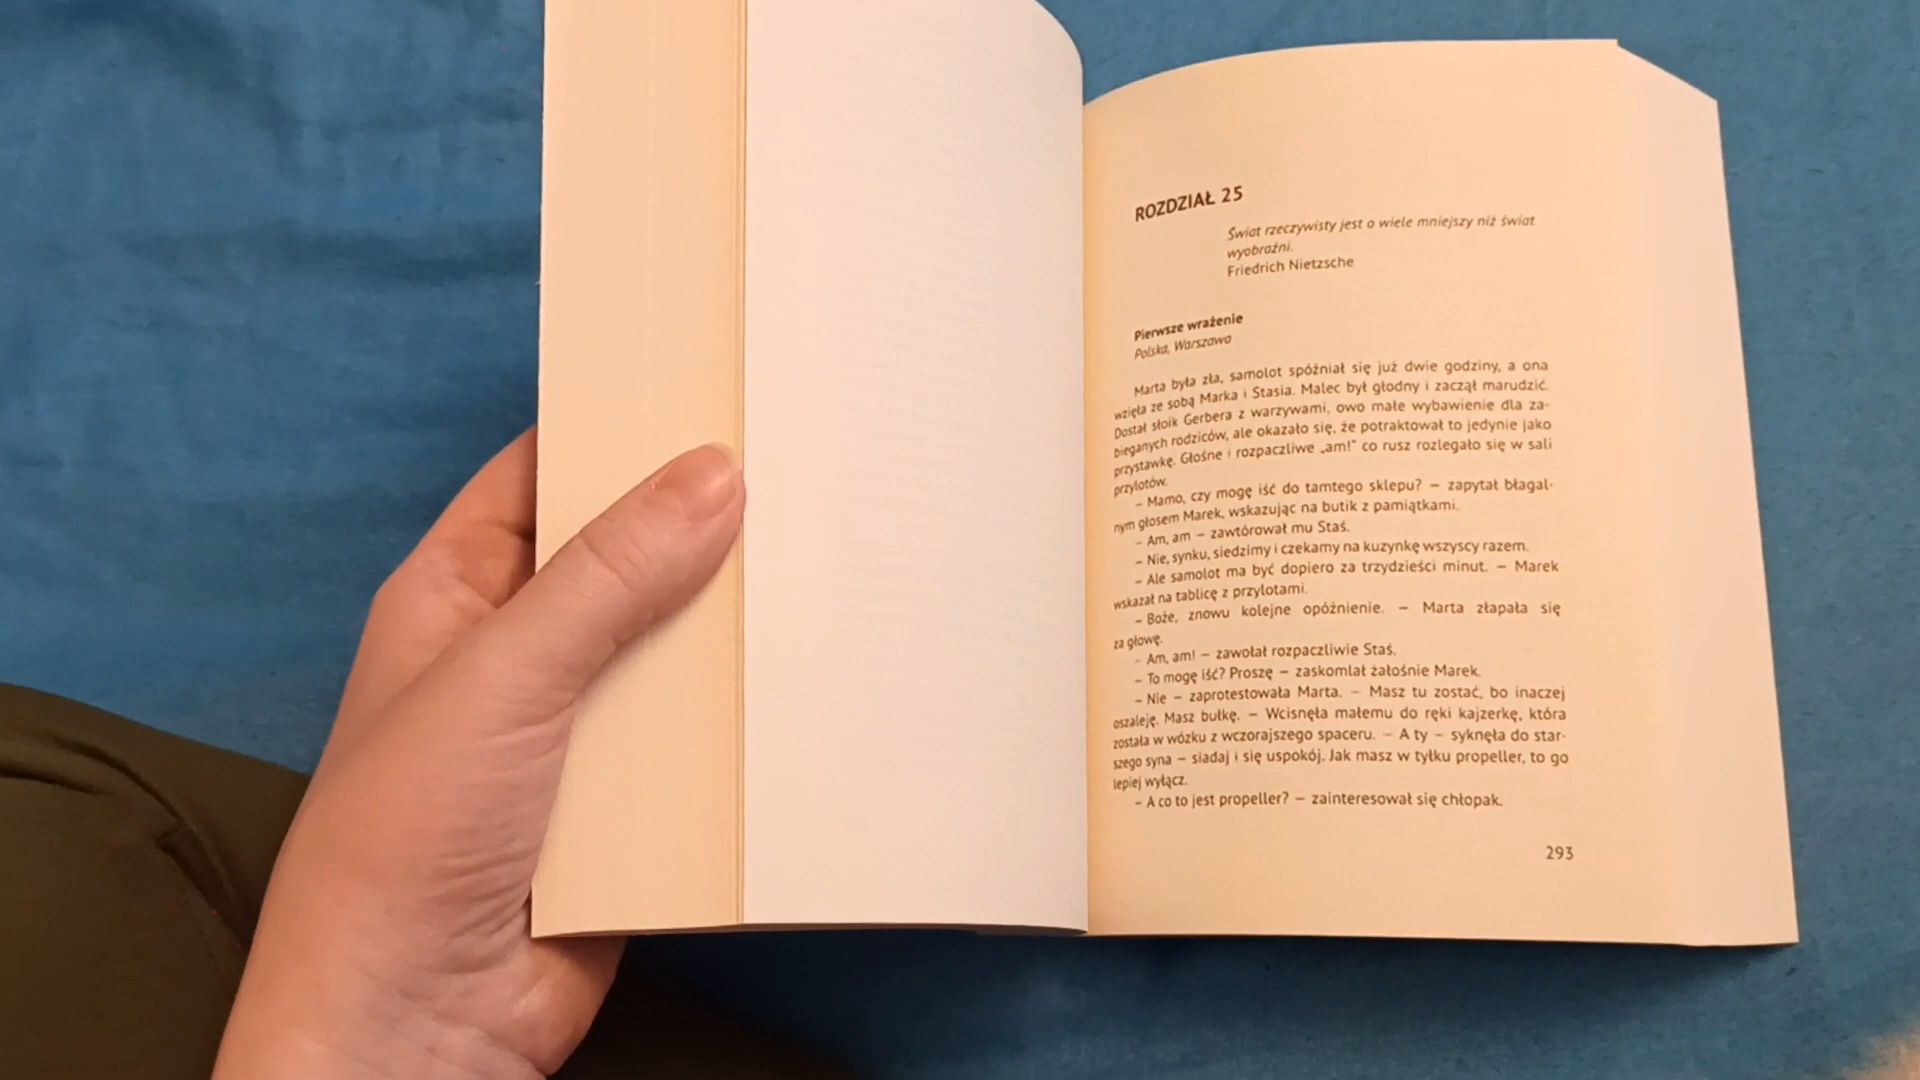 ROZDZIAŁ 25
Świat rzeczywisty jest o wiele mniejszy niż świat
wyobraźni.
Friedrich Nietzsche
Pierwsze wrażenie
Polska, Warszawa
Marta była zła, samolot spóźniał się już dwie godziny, a ona
wzięła ze sobą Marka i Stasia. Malec był głodny i zaczął marudzić.
Dostał słoik Gerbera z warzywami, owo małe wybawienie dla za-
bieganych rodziców, ale okazało się, że potraktował to jedynie jako
przystawkę. Głośne i rozpaczliwe „am!” co rusz rozlegało się w sali
przylotów.
– Mamo, czy mogę iść do tamtego sklepu? – zapytał błagal-
nym głosem Marek, wskazując na butik z pamiątkami.
– Am, am – zawtórował mu Staś.
– Nie, synku, siedzimy i czekamy na kuzynkę wszyscy razem.
– Ale samolot ma być dopiero za trzydzieści minut. – Marek
wskazał na tablicę z przylotami.
– Boże, znowu kolejne opóźnienie. – Marta złapała się
za głowę.
– Am, am! – zawołał rozpaczliwie Staś.
– To mogę iść? Proszę – zaskomlał żałośnie Marek.
– Nie – zaprotestowała Marta. – Masz tu zostać, bo inaczej
oszaleję. Masz bułkę. – Wcisnęła małemu do ręki kajzerkę, która
została w wózku z wczorajszego spaceru. – A ty – syknęła do star-
szego syna – siadaj i się uspokój. Jak masz w tyłku propeller, to go
lepiej wyłącz.
– A co to jest propeller? – zainteresował się chłopak.
293